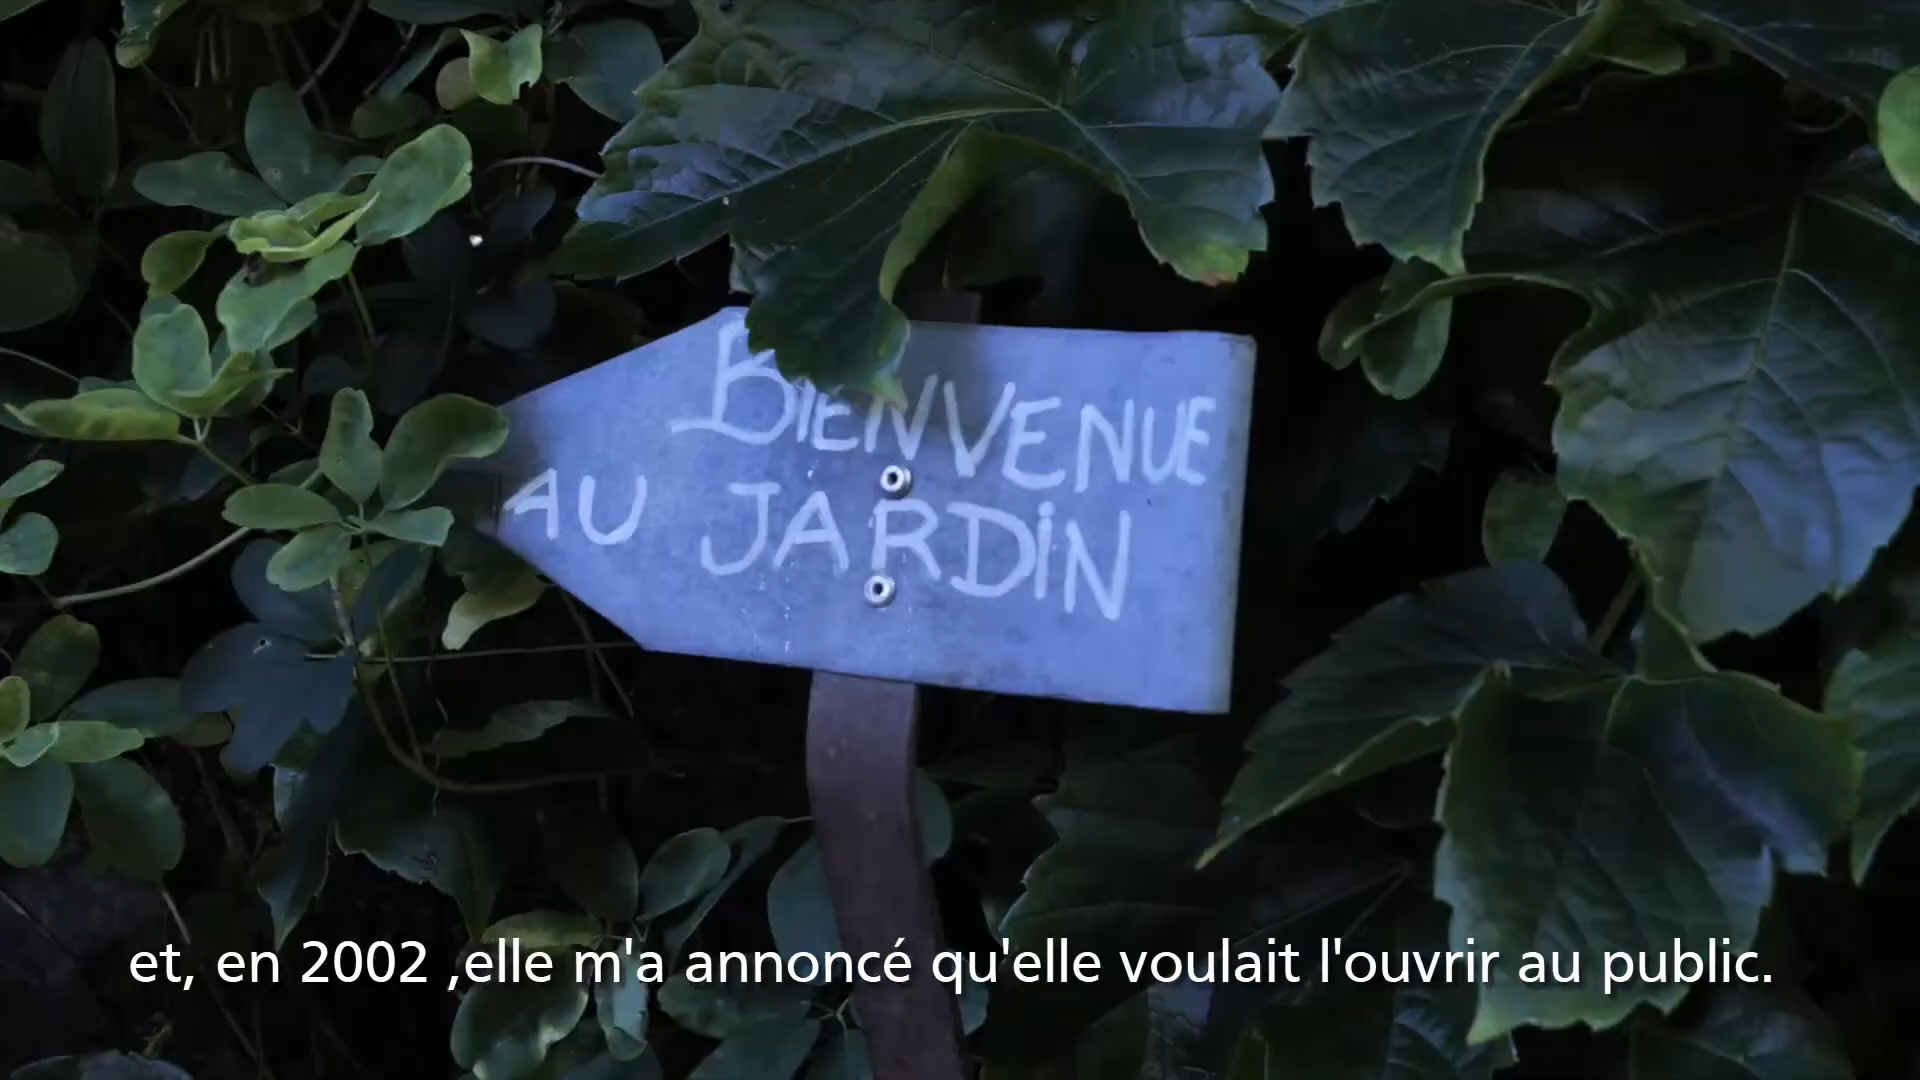 BIENVENUE
AU JARDIN
et, en 2002 ,elle m'a annoncé qu'elle voulait l'ouvrir au public.